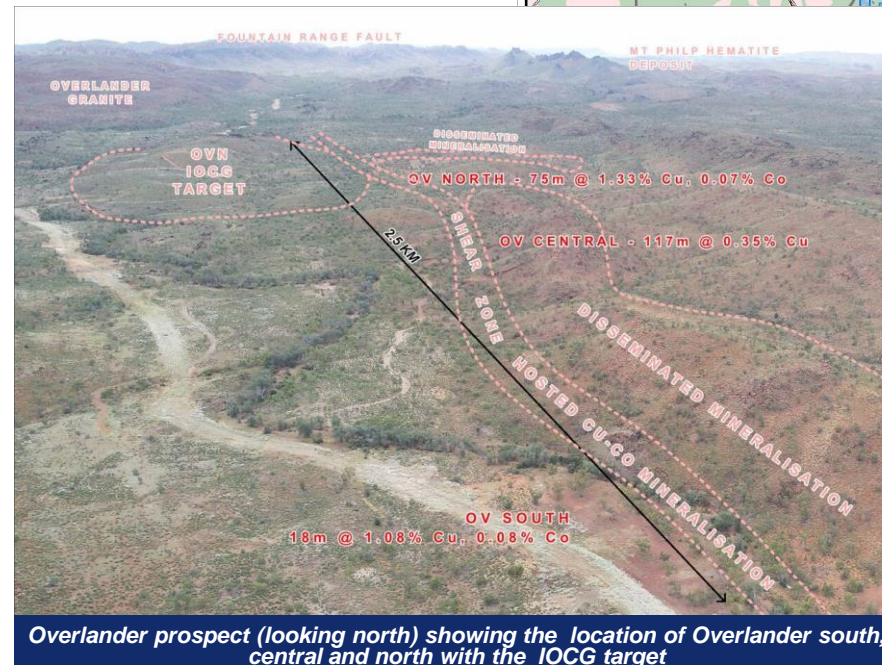 FOUNTAIN RANGE FAULT
MT PHILP HEMATITE
DEPOSIT
OVERLANDER
GRANITE
DISSEMINATED
MINERALISATION
OVN
IOCG
TARGET
OV NORTH - 75m @ 1.33% Cu, 0.07% Co
2.5 KM
OV CENTRAL - 117m @ 0.35% Cu
SHEAR ZONE HOSTED CU-CO MINERALISATION
DISSEMINATED MINERALISATION
OV SOUTH
18m @ 1.08% Cu, 0.08% Co
Overlander prospect (looking north) showing the location of Overlander south,
central and north with the IOCG target